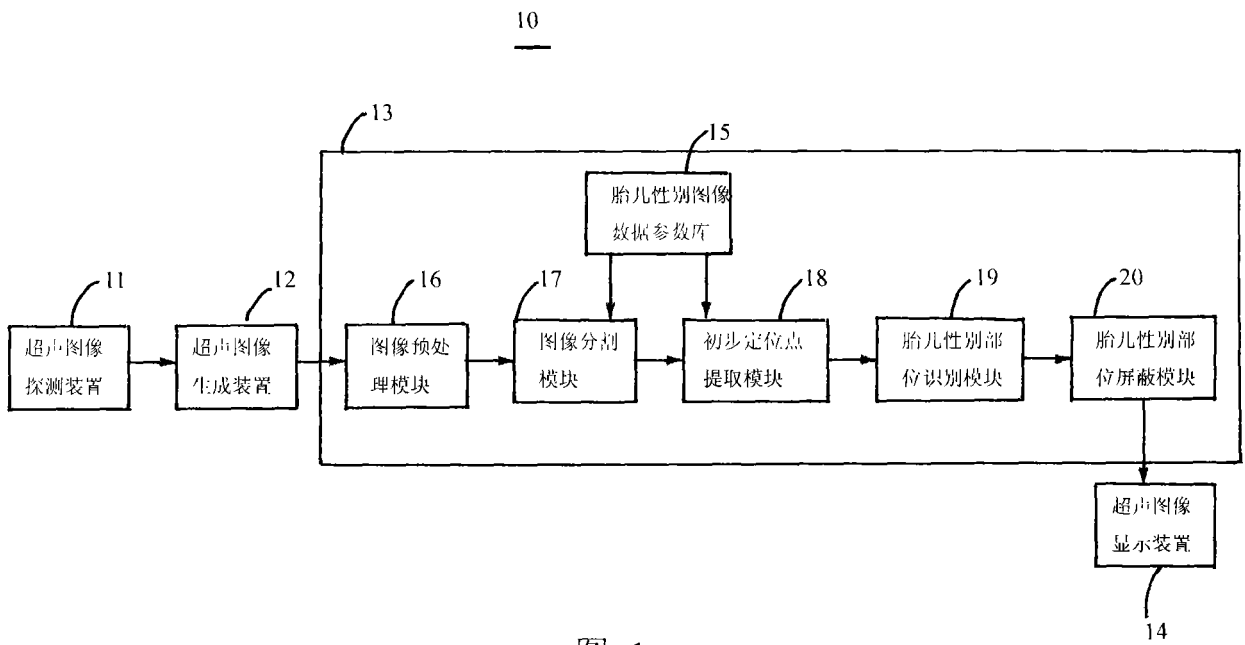 10
13
15
胎儿性别图像
数据参数库
11
12
16
17
18
19
20
超声图像
探测装置
超声图像
生成装置
图像预处
理模块
图像分割
模块
初步定位点
提取模块
胎儿性别部
位识别模块
胎儿性别部
位屏蔽模块
超声图像
显示装置
14